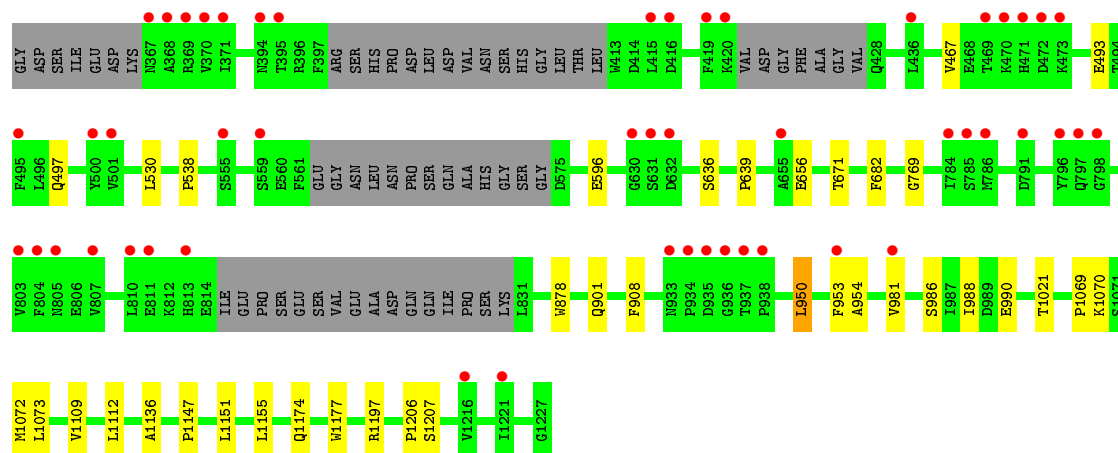 GLY ASP SER ILE GLU ASP LYS N367 A368 R369 V370 I371 N394 T395 R396 F397 ARG SER HIS PRO ASP LEU ASP VAL ASN SER HIS GLY LEU THR LEU W413 D414 L415 D416 F419 K420 VAL ASP GLY PHE ALA GLY VAL Q428 L436 V467 E468 T469 K470 H471 D472 K473 E493 T494
F495 L496 Q497 Y500 V501 L530 P538 S555 S559 E560 F561 GLU GLY ASN LEU ASN PRO SER GLN ALA HIS GLY SER GLY D575 E596 G630 S631 D632 S636 P639 A655 E656 T671 F682 G769 I784 S785 M786 D791 Y796 Q797 G798
V803 F804 N805 E806 V807 L810 E811 K812 H813 E814 ILE GLU PRO SER GLU SER VAL GLU ALA ASP GLN GLN ILE PRO SER LYS L831 W878 Q901 F908 N933 P934 D935 G936 T937 P938 L950 F953 A954 V981 S986 I987 I988 D989 E990 T1021 P1069 K1070 S1071
M1072 L1073 V1109 L1112 A1136 P1147 L1151 L1155 Q1174 W1177 R1197 P1206 S1207 V1216 I1221 G1227